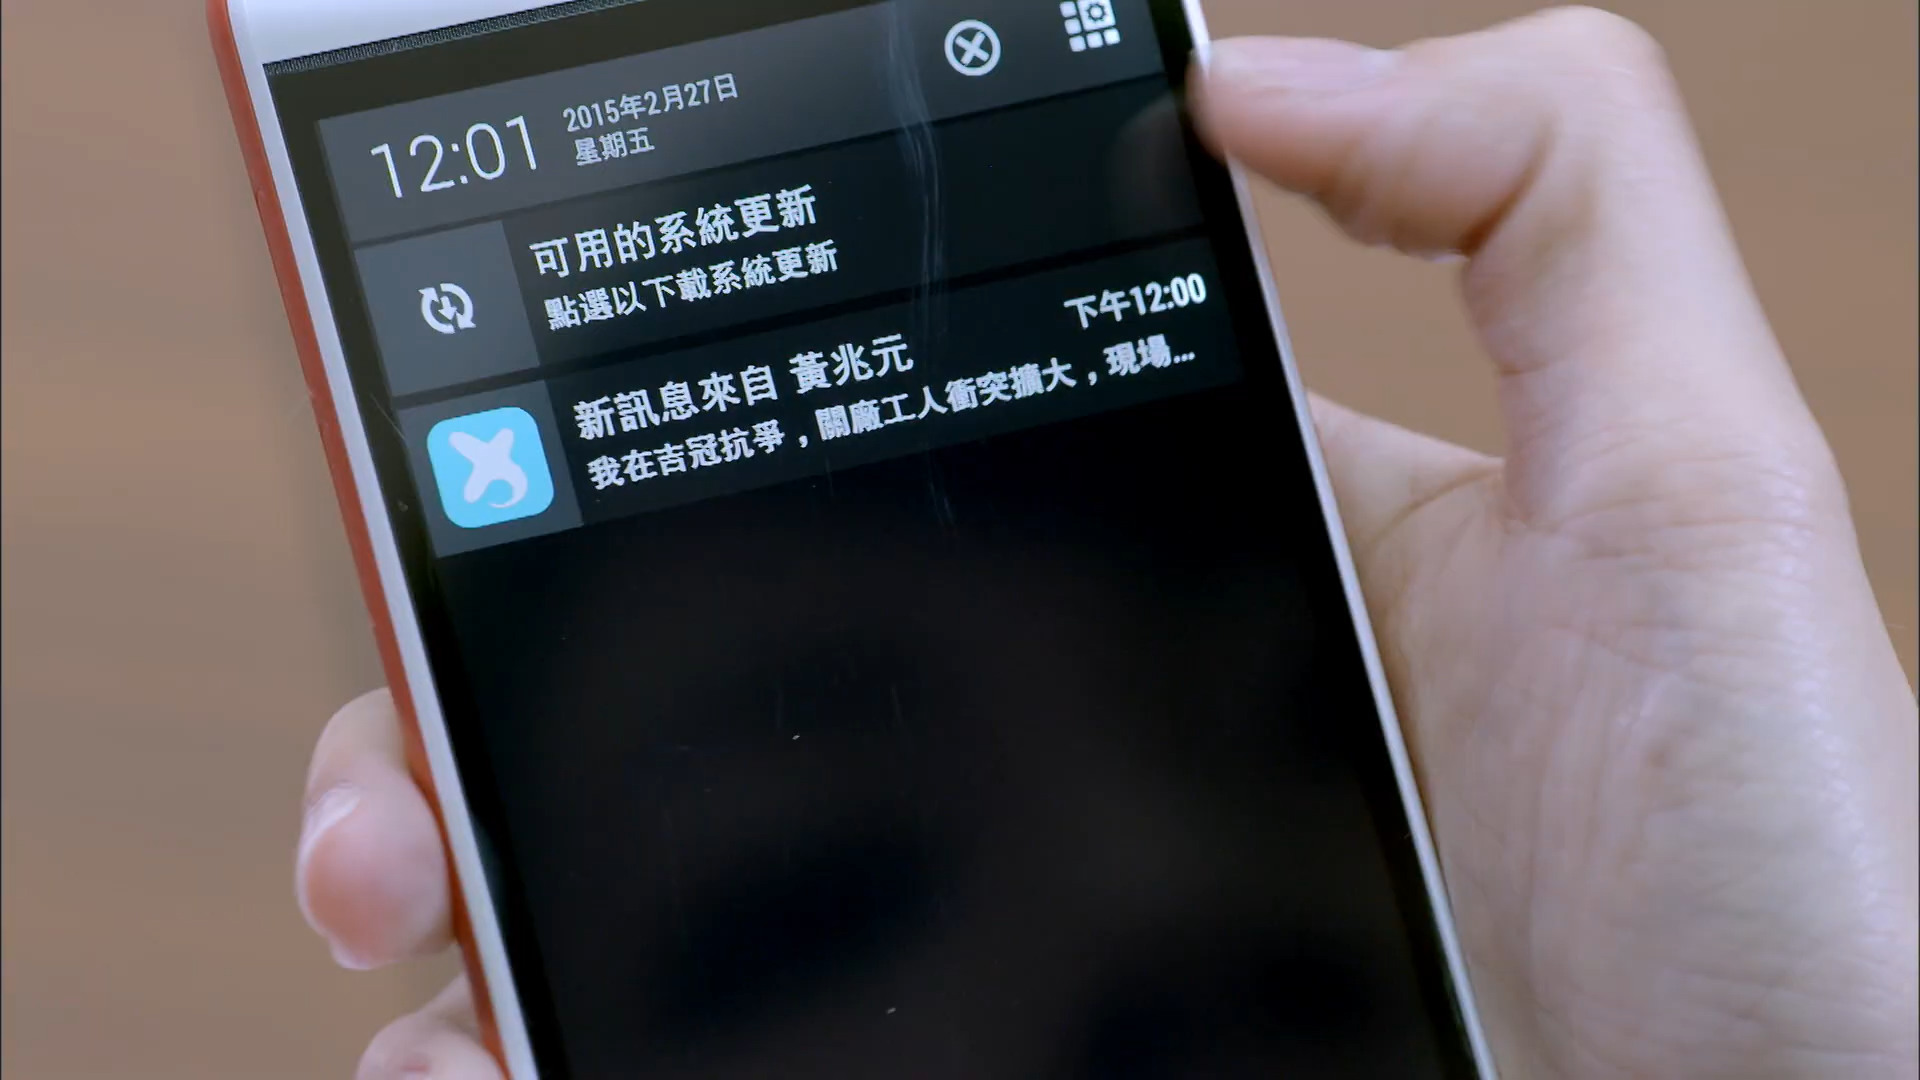 12:01
2015年2月27日
星期五
可用的系統更新
點選以下載系統更新
新訊息來自 黃兆元
下午12:00
我在吉冠抗爭，關廠工人衝突擴大，現場...